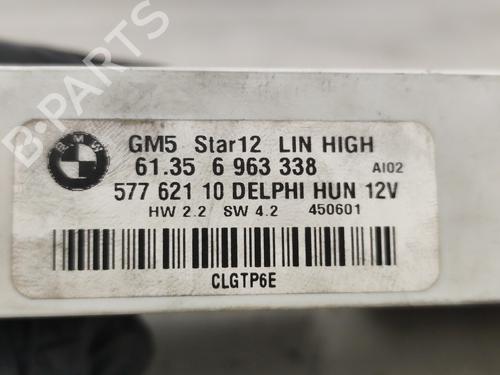 B-PARTS
BMW
GM5 Star12 LIN HIGH
61.35 6 963 338 AI02
577 621 10 DELPHI HUN 12V
HW 2.2 SW 4.2 450601
CLGTP6E